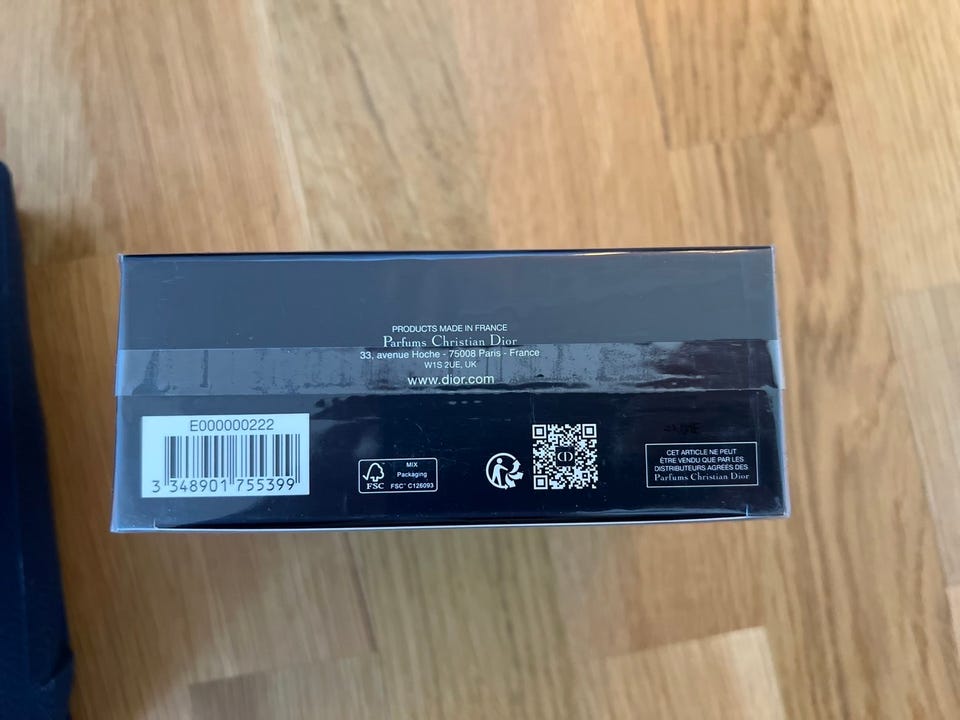 PRODUCTS MADE IN FRANCE
Parfums Christian Dior
33, avenue Hoche - 75008 Paris - France
W1S 2UE, UK
www.dior.com
E000000222
3 348901 755399
FSC
MIX
Packaging
FSC® C126093
CD
CET ARTICLE NE PEUT
ÊTRE VENDU QUE PAR LES
DISTRIBUTEURS AGRÉÉS DES
Parfums Christian Dior